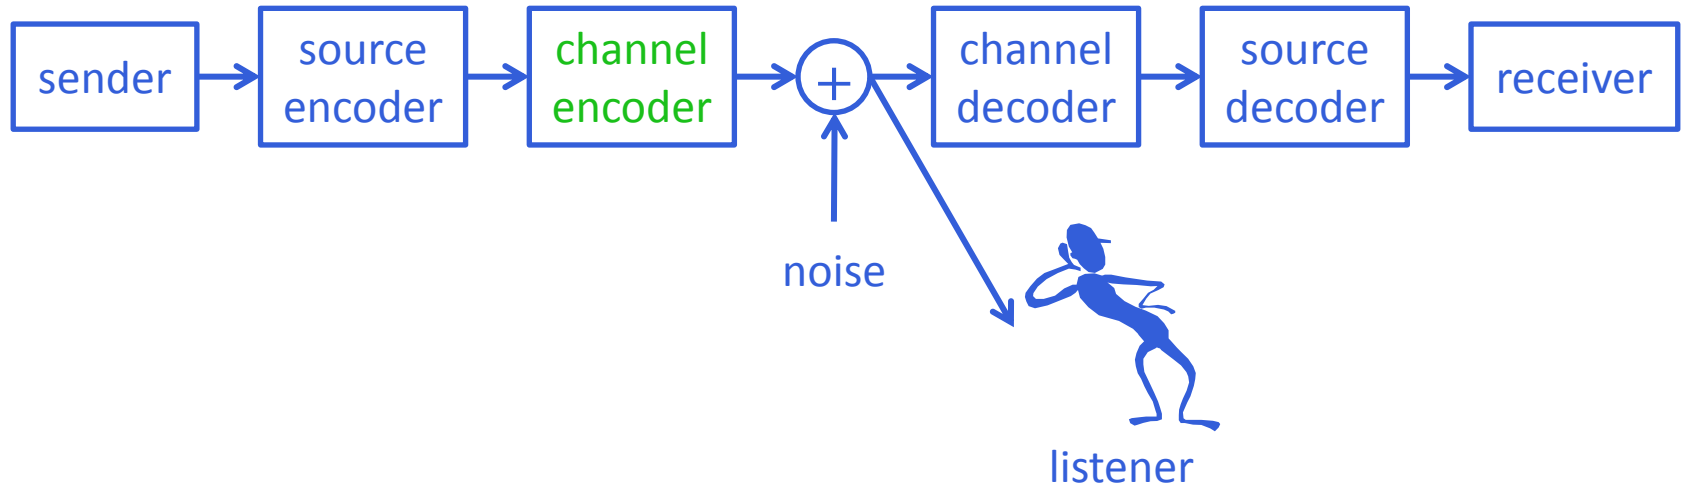 sender
source
encoder
channel
encoder
+
noise
channel
decoder
source
decoder
receiver
listener